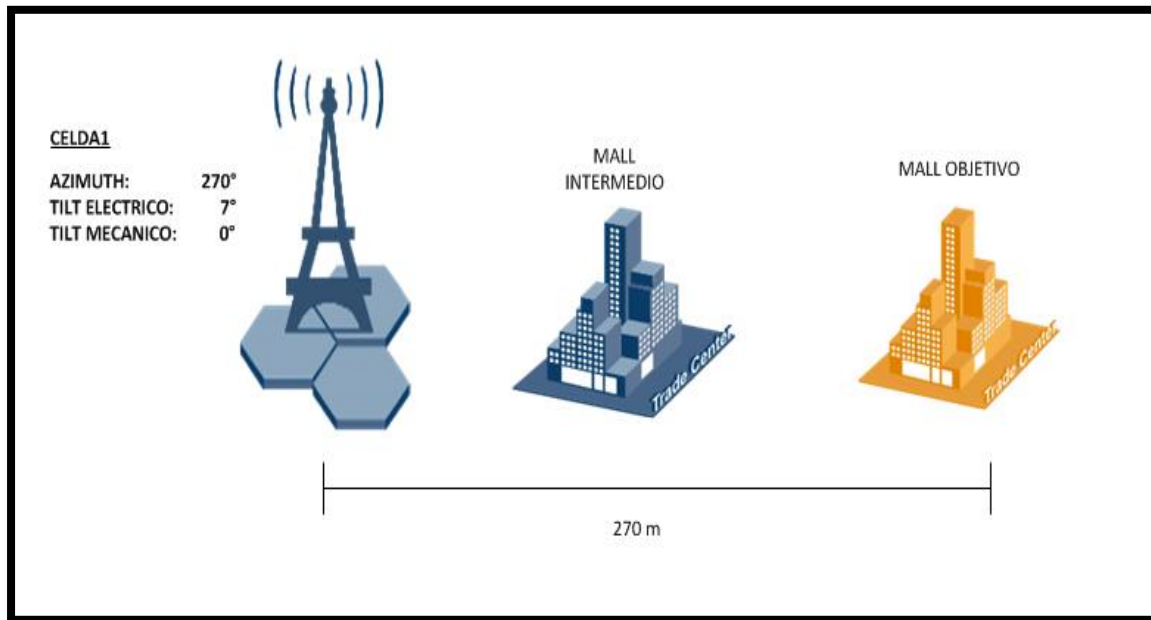 CELDA1
AZIMUTH: 270°
TILT ELECTRICO: 7°
TILT MECANICO: 0°
MALL
INTERMEDIO
MALL OBJETIVO
Trade Center
Trade Center
270 m